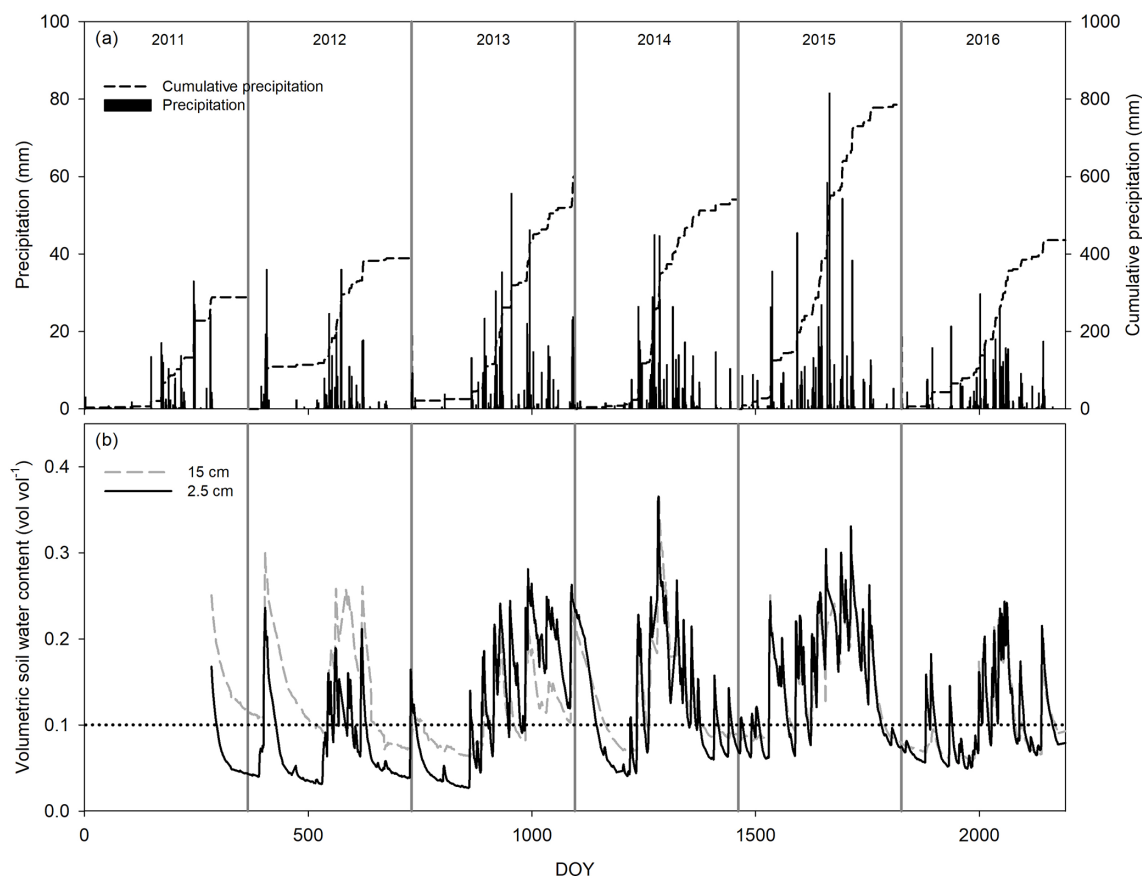 100 1000
(a) 2011 2012 2013 2014 2015 2016
Cumulative precipitation
80 Precipitation 800
60 600
Precipitation (mm)
Cumulative precipitation (mm)
40 400
20 200
0 0
(b)
0.4
15 cm
2.5 cm
0.3
Volumetric soil water content (vol vol⁻¹)
0.2
0.1
0.0
0 500 1000 1500 2000
DOY